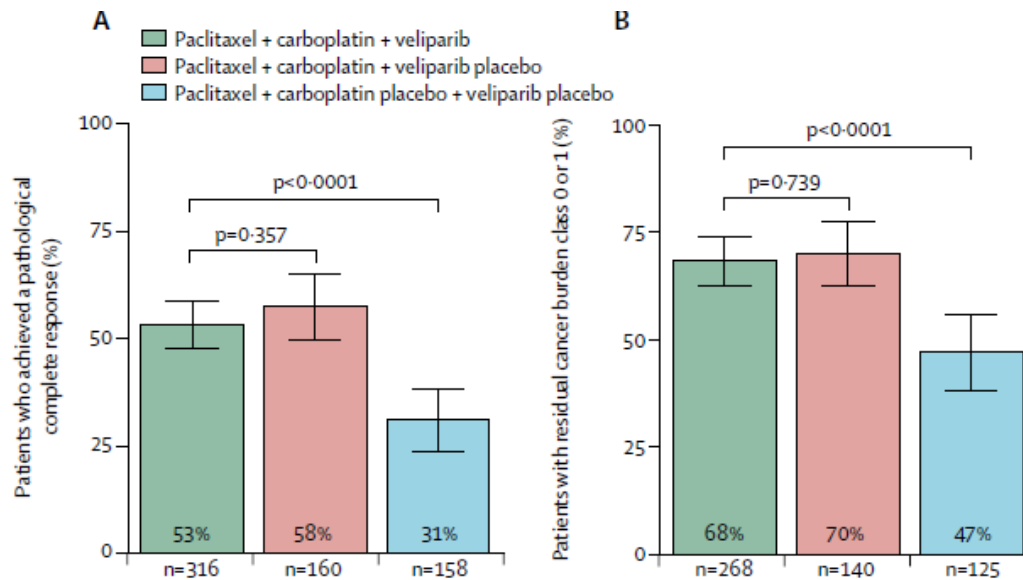 A
Paclitaxel + carboplatin + veliparib
Paclitaxel + carboplatin + veliparib placebo
Paclitaxel + carboplatin placebo + veliparib placebo
Patients who achieved a pathological
complete response (%)
100
75
50
25
0
p<0·0001
p=0·357
53%
58%
31%
n=316
n=160
n=158
B
Patients with residual cancer burden class 0 or 1 (%)
100
75
50
25
0
p<0·0001
p=0·739
68%
70%
47%
n=268
n=140
n=125